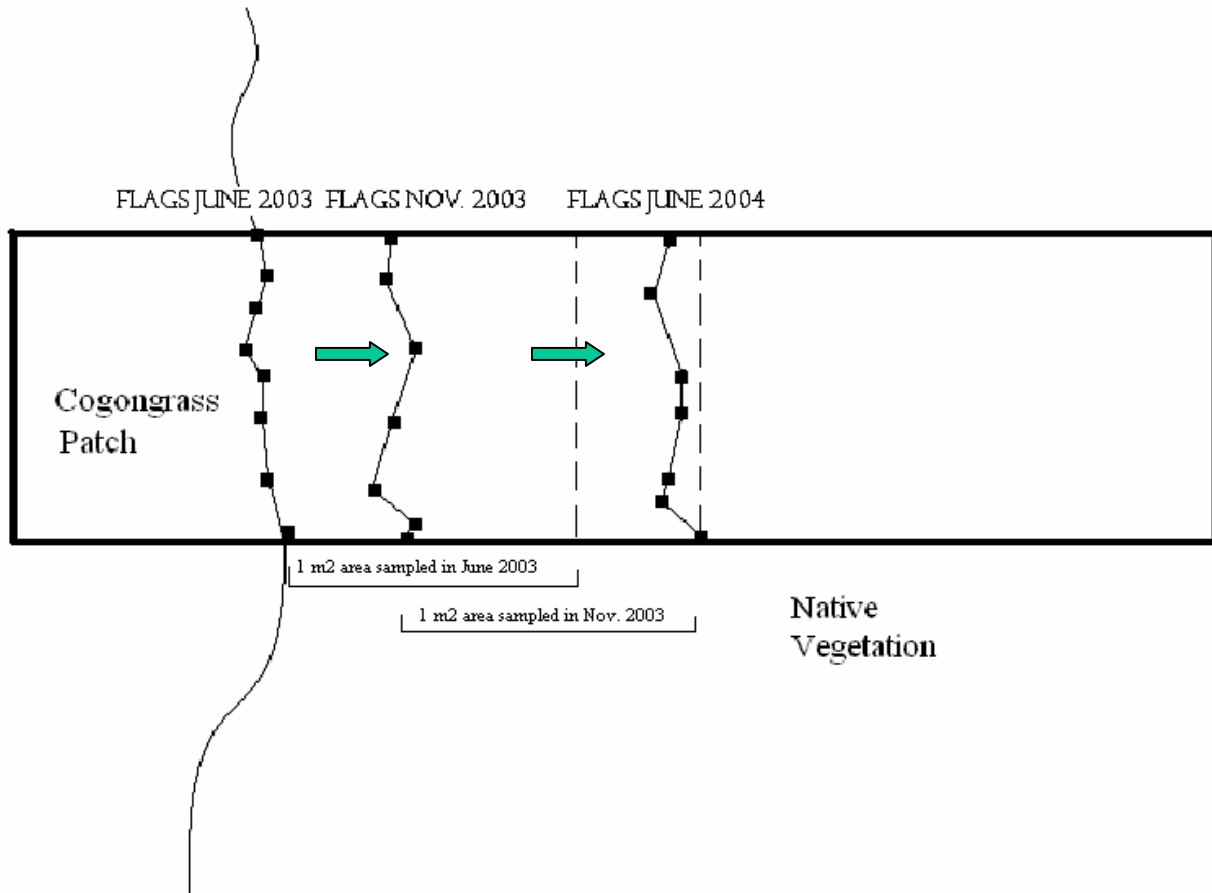 FLAGS JUNE 2003 FLAGS NOV. 2003 FLAGS JUNE 2004
Cogongrass
Patch
1 m2 area sampled in June 2003
1 m2 area sampled in Nov. 2003
Native
Vegetation